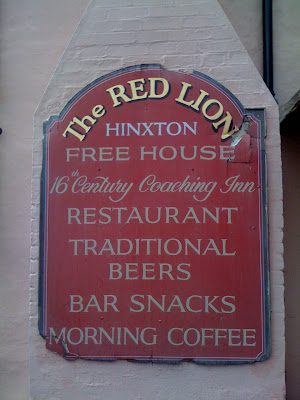 The RED LION
HINXTON
FREE HOUSE
16th Century Coaching Inn
RESTAURANT
TRADITIONAL
BEERS
BAR SNACKS
MORNING COFFEE